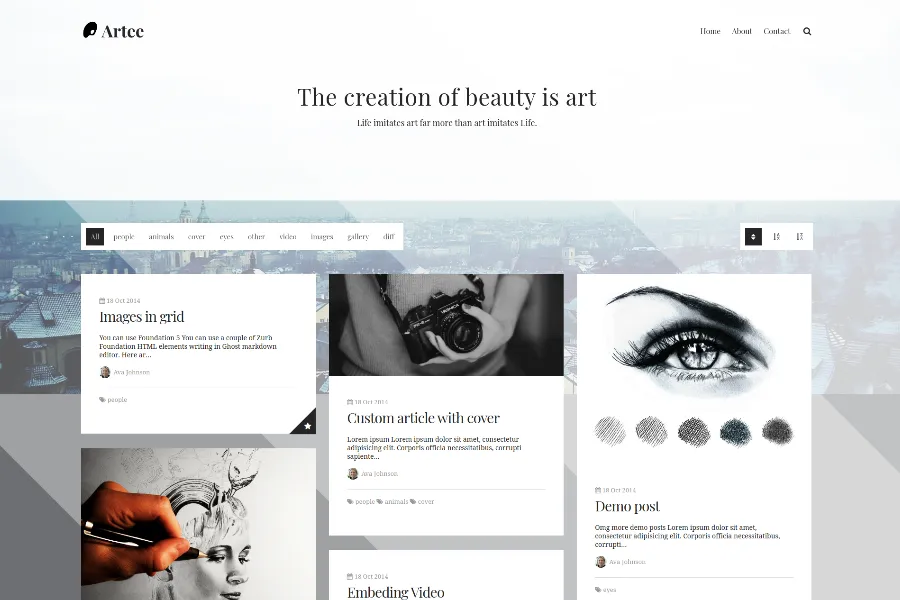 Artee
Home About Contact
The creation of beauty is art
Life imitates art far more than art imitates Life.
All people animals cover eyes other video images gallery diff
18 Oct 2014
Images in grid
You can use Foundation 5 You can use a couple of Zurb
Foundation HTML elements writing in Ghost markdown
editor. Here ar...
Ava Johnson
people
18 Oct 2014
Custom article with cover
Lorem ipsum Lorem ipsum dolor sit amet, consectetur
adipisicing elit. Corporis officia necessitatibus, corrupti
sapiente...
Ava Johnson
people animals cover
18 Oct 2014
Embeding Video
18 Oct 2014
Demo post
Omg more demo posts Lorem ipsum dolor sit amet,
consectetur adipisicing elit. Corporis officia necessitatibus,
corrupti...
Ava Johnson
eyes